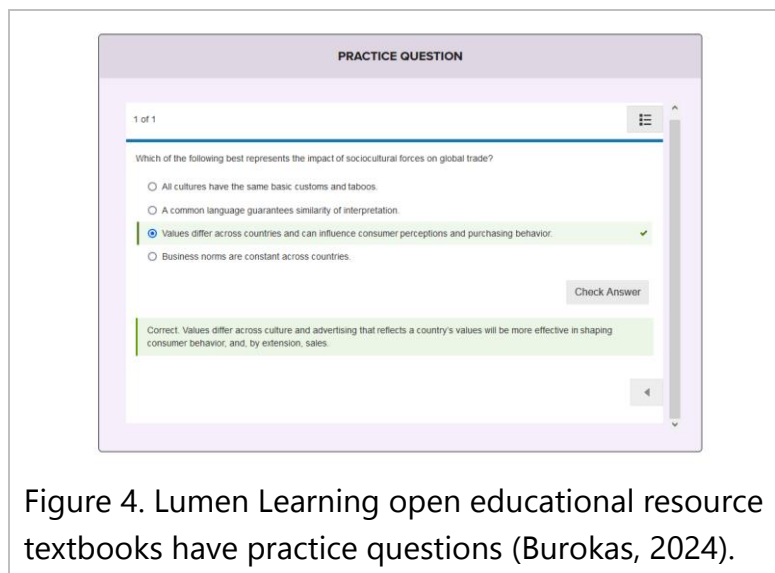 PRACTICE QUESTION
1 of 1
Which of the following best represents the impact of sociocultural forces on global trade?
All cultures have the same basic customs and taboos.
A common language guarantees similarity of interpretation.
Values differ across countries and can influence consumer perceptions and purchasing behavior.
Business norms are constant across countries.
Check Answer
Correct. Values differ across culture and advertising that reflects a country's values will be more effective in shaping
consumer behavior, and, by extension, sales.
Figure 4. Lumen Learning open educational resource
textbooks have practice questions (Burokas, 2024).